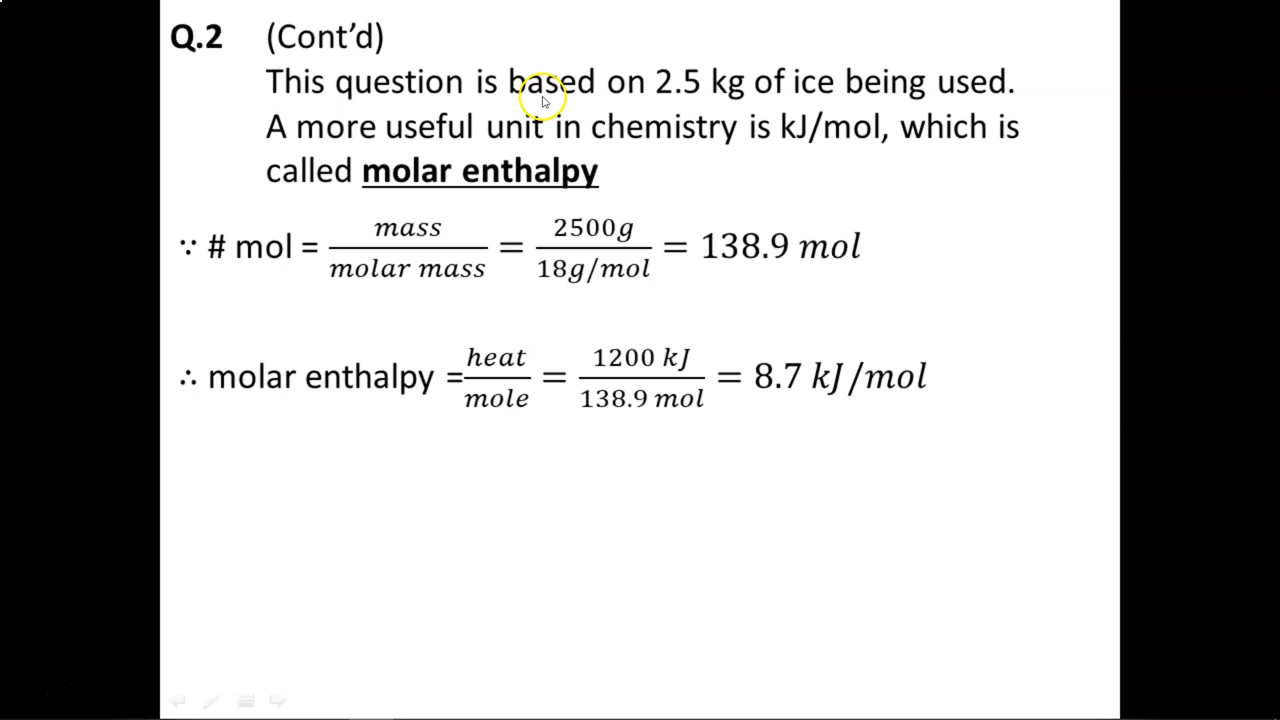 Q.2 (Cont’d)
This question is based on 2.5 kg of ice being used.
A more useful unit in chemistry is kJ/mol, which is
called molar enthalpy
∵ # mol = mass / molar mass = 2500g / 18g/mol = 138.9 mol
∴ molar enthalpy = heat / mole = 1200 kJ / 138.9 mol = 8.7 kJ/mol